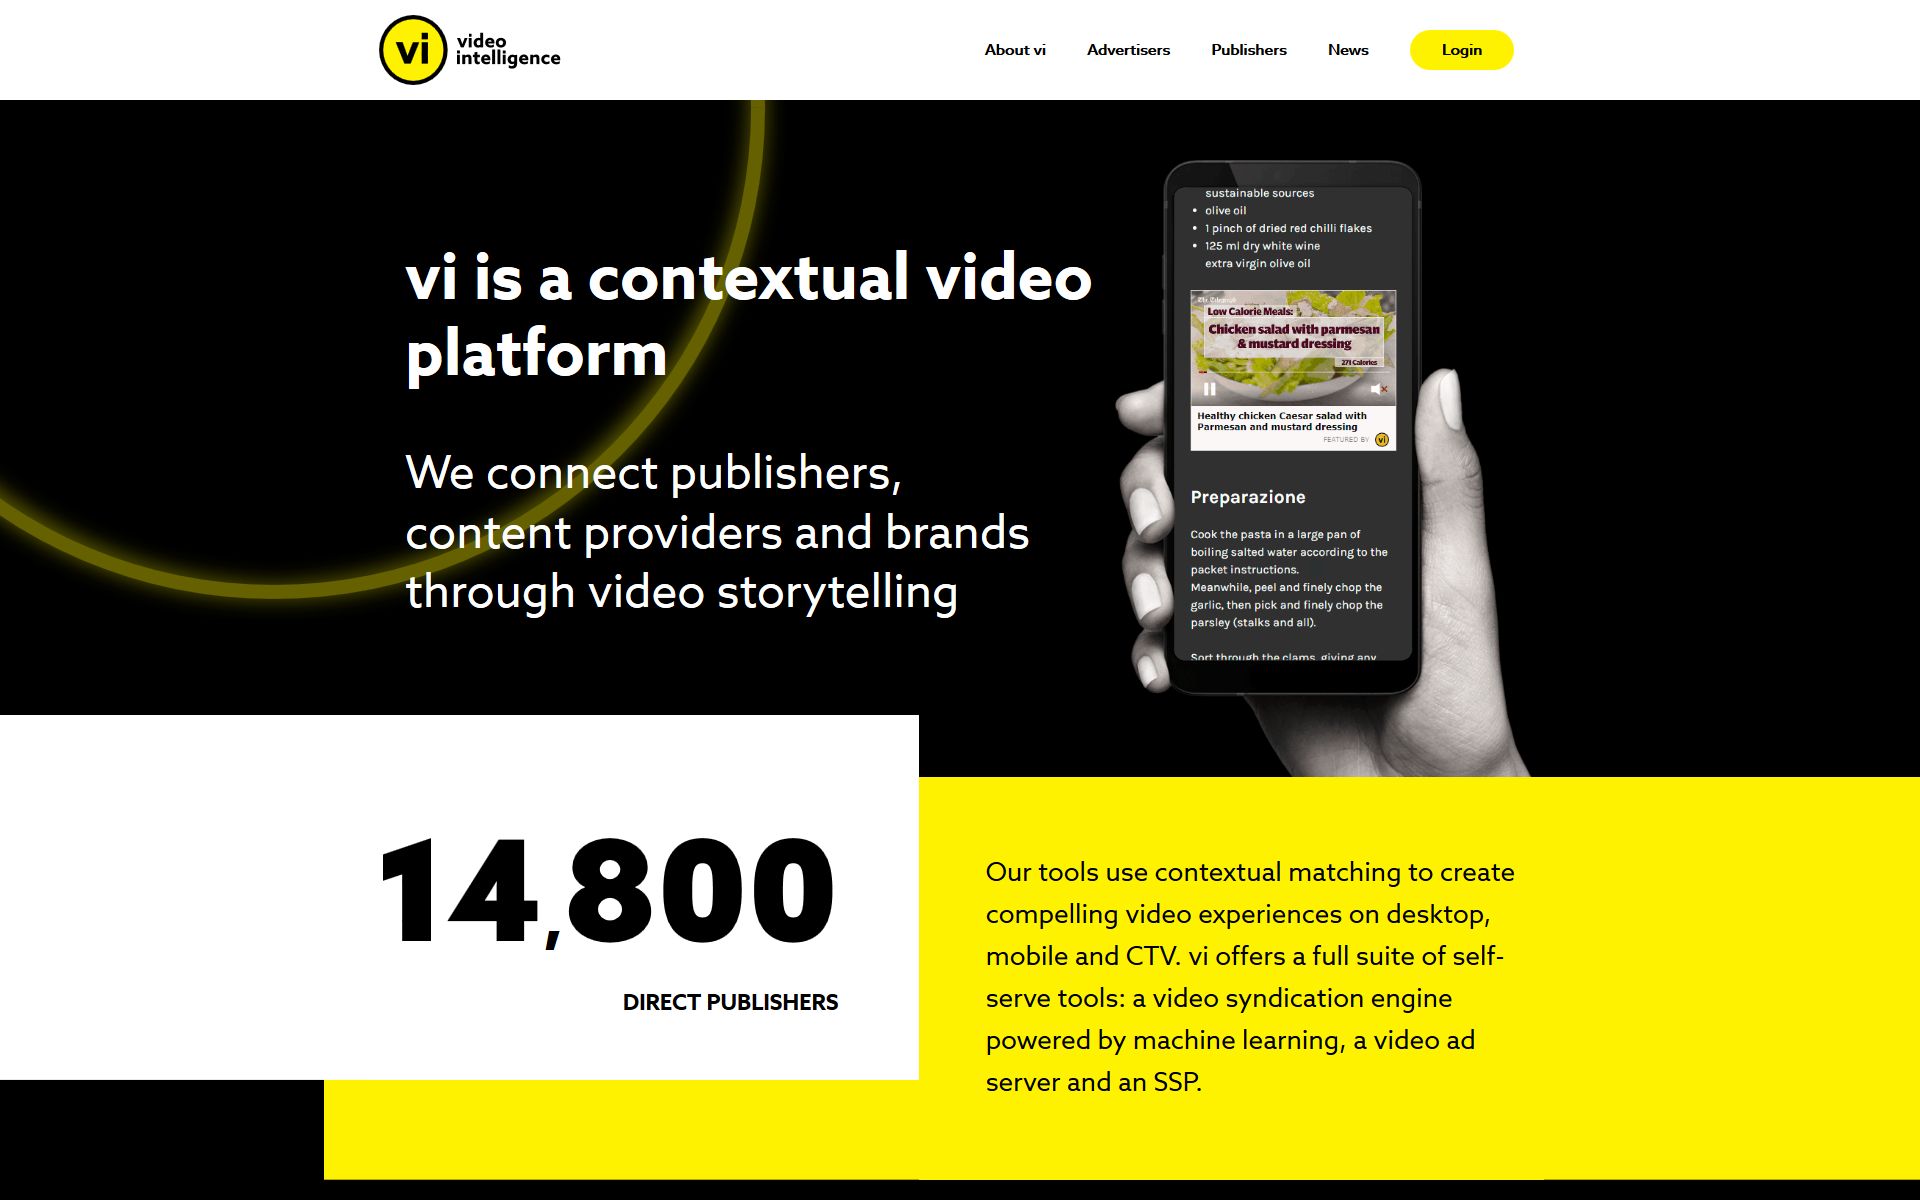 vi
video
intelligence
About vi
Advertisers
Publishers
News
Login
vi is a contextual video
platform
We connect publishers,
content providers and brands
through video storytelling
sustainable sources
• olive oil
• 1 pinch of dried red chilli flakes
• 125 ml dry white wine
extra virgin olive oil
The Telegraph
Low Calorie Meals:
Chicken salad with parmesan
& mustard dressing
271 Calories
Healthy chicken Caesar salad with
Parmesan and mustard dressing
FEATURED BY vi
Preparazione
Cook the pasta in a large pan of
boiling salted water according to the
packet instructions.
Meanwhile, peel and finely chop the
garlic, then pick and finely chop the
parsley (stalks and all).
Sort through the clams, giving any
14,800
DIRECT PUBLISHERS
Our tools use contextual matching to create
compelling video experiences on desktop,
mobile and CTV. vi offers a full suite of self-
serve tools: a video syndication engine
powered by machine learning, a video ad
server and an SSP.